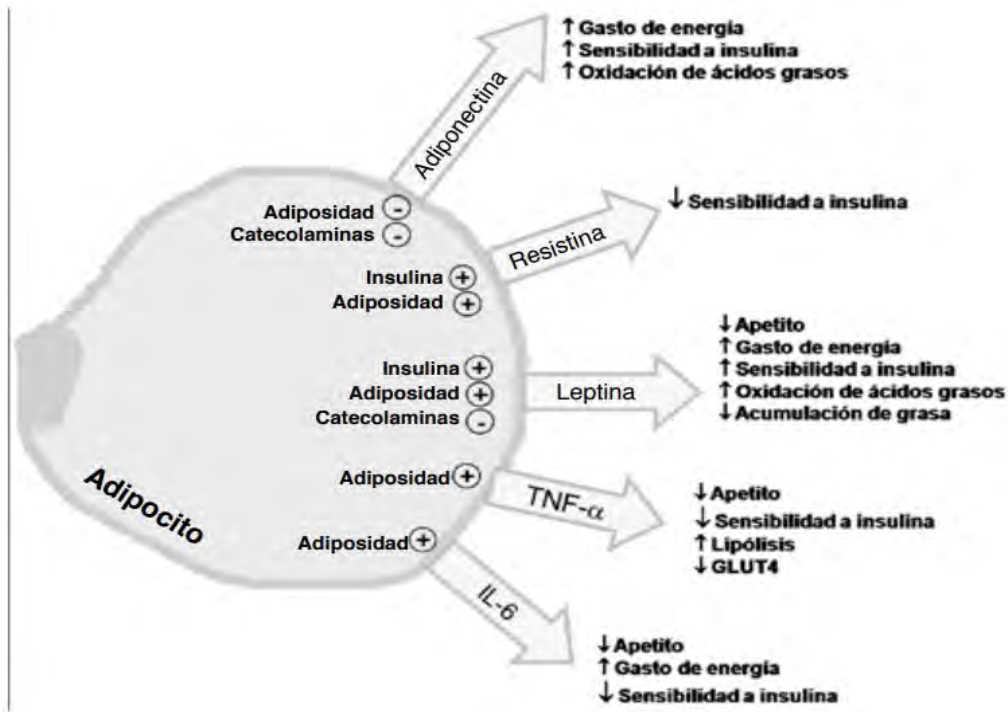 ↑ Gasto de energía
↑ Sensibilidad a insulina
↑ Oxidación de ácidos grasos
Adiponectina
Adiposidad -
Catecolaminas -
↓ Sensibilidad a insulina
Resistina
Insulina +
Adiposidad +
↓ Apetito
↑ Gasto de energía
↑ Sensibilidad a insulina
↑ Oxidación de ácidos grasos
↓ Acumulación de grasa
Insulina +
Adiposidad +
Catecolaminas -
Leptina
Adiposidad +
TNF-α
↓ Apetito
↓ Sensibilidad a insulina
↑ Lipólisis
↓ GLUT4
Adipocito
Adiposidad +
IL-6
↓ Apetito
↑ Gasto de energía
↓ Sensibilidad a insulina